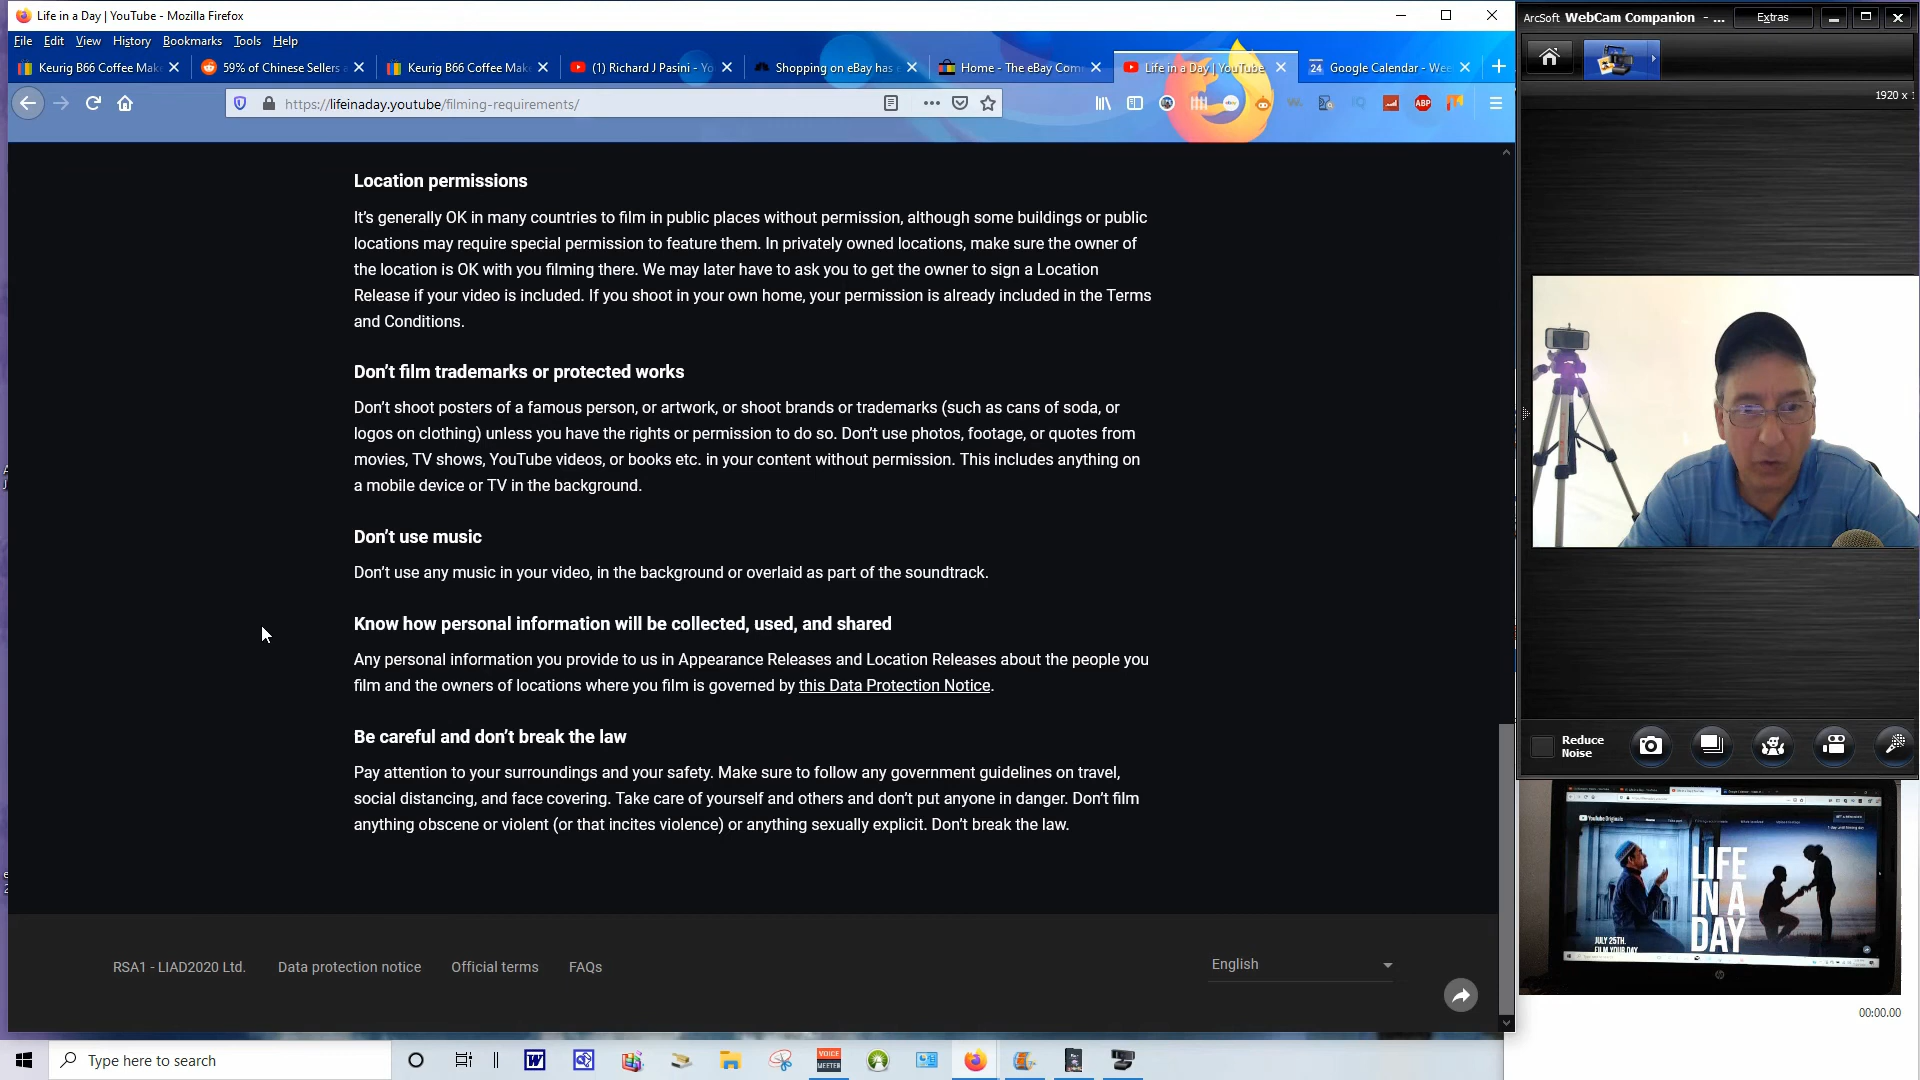 Life in a Day | YouTube - Mozilla Firefox
File Edit View History Bookmarks Tools Help
Keurig B66 Coffee Mak 59% of Chinese Sellers a Keurig B66 Coffee Mak (1) Richard J Pasini - Yo Shopping on eBay has Home - The eBay Com Life in a Day | YouTube 24 Google Calendar - Wee
https://lifeinaday.youtube/filming-requirements/
ABP
Location permissions
It's generally OK in many countries to film in public places without permission, although some buildings or public
locations may require special permission to feature them. In privately owned locations, make sure the owner of
the location is OK with you filming there. We may later have to ask you to get the owner to sign a Location
Release if your video is included. If you shoot in your own home, your permission is already included in the Terms
and Conditions.
Don't film trademarks or protected works
Don't shoot posters of a famous person, or artwork, or shoot brands or trademarks (such as cans of soda, or
logos on clothing) unless you have the rights or permission to do so. Don't use photos, footage, or quotes from
movies, TV shows, YouTube videos, or books etc. in your content without permission. This includes anything on
a mobile device or TV in the background.
Don't use music
Don't use any music in your video, in the background or overlaid as part of the soundtrack.
Know how personal information will be collected, used, and shared
Any personal information you provide to us in Appearance Releases and Location Releases about the people you
film and the owners of locations where you film is governed by this Data Protection Notice.
Be careful and don't break the law
Pay attention to your surroundings and your safety. Make sure to follow any government guidelines on travel,
social distancing, and face covering. Take care of yourself and others and don't put anyone in danger. Don't film
anything obscene or violent (or that incites violence) or anything sexually explicit. Don't break the law.
RSA1 - LIAD2020 Ltd. Data protection notice Official terms FAQs
English
Type here to search
VOICE
MEETER
ArcSoft WebCam Companion - ... Extras
1920 x
Reduce
Noise
YouTube Originals
LIFE
IN A
DAY
JULY 25TH.
FILM YOUR DAY
hp
00:00.00